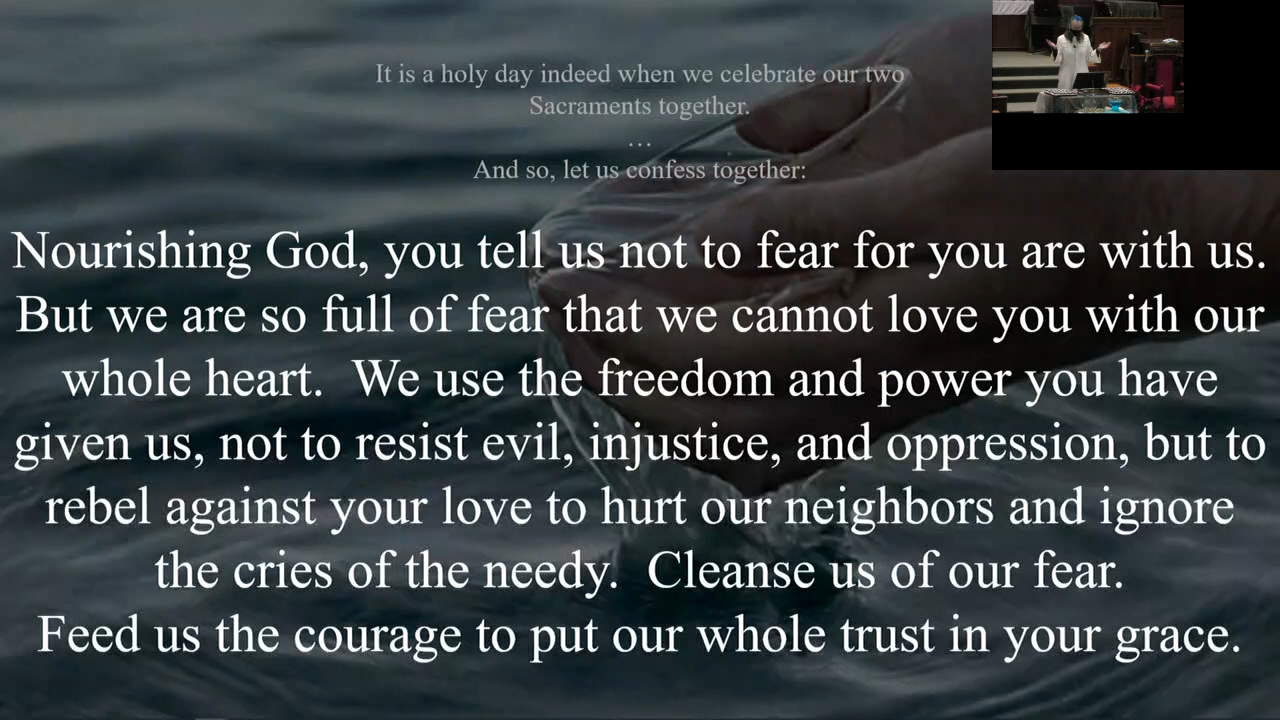 It is a holy day indeed when we celebrate our two
Sacraments together.
…
And so, let us confess together:
Nourishing God, you tell us not to fear for you are with us.
But we are so full of fear that we cannot love you with our
whole heart.  We use the freedom and power you have
given us, not to resist evil, injustice, and oppression, but to
rebel against your love to hurt our neighbors and ignore
the cries of the needy.  Cleanse us of our fear.
Feed us the courage to put our whole trust in your grace.